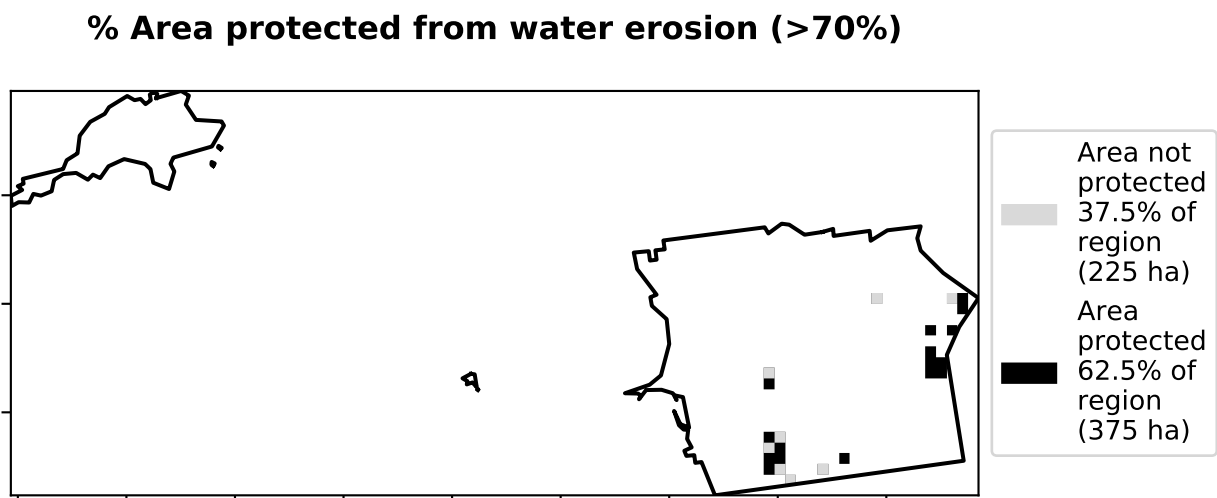 % Area protected from water erosion (>70%)
Area not
protected
37.5% of
region
(225 ha)
Area
protected
62.5% of
region
(375 ha)